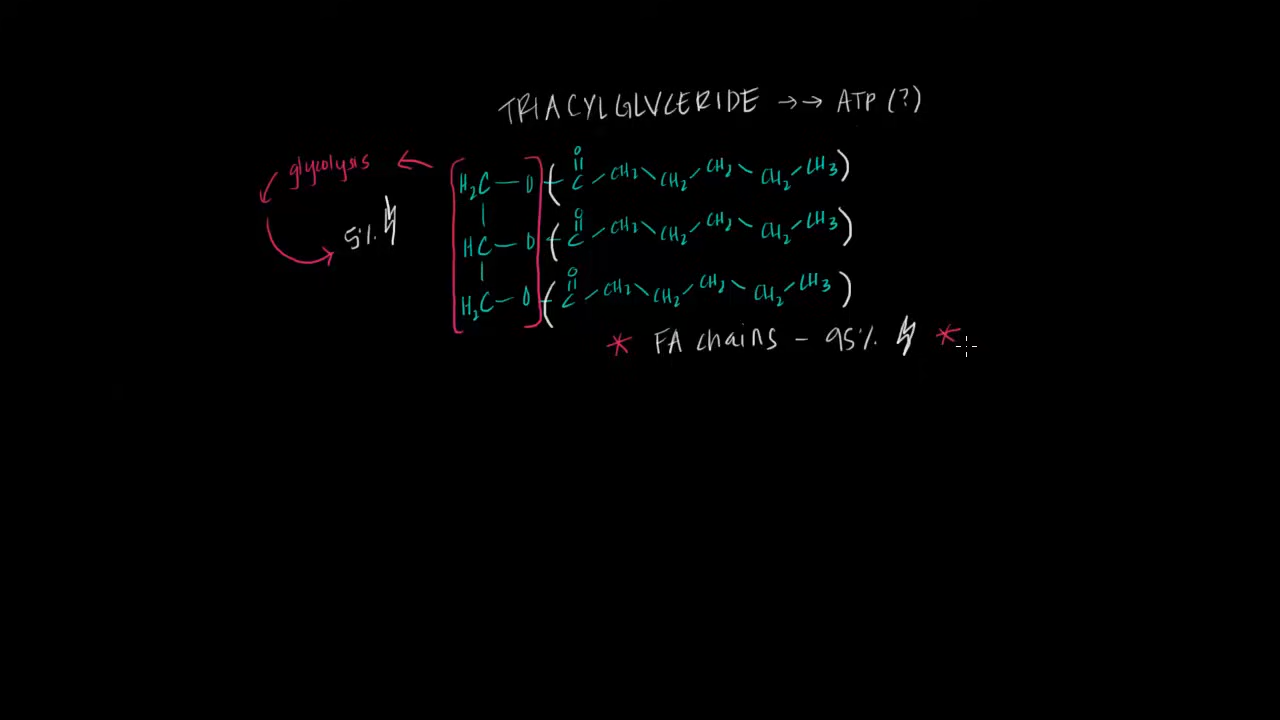 TRIACYLGLYCERIDE →→ ATP (?)
glycolysis ←
5%
H₂C — O — ( C — CH₂ CH₂ CH₂ CH₂ CH₃ )
O
HC — O — ( C — CH₂ CH₂ CH₂ CH₂ CH₃ )
O
H₂C — O — ( C — CH₂ CH₂ CH₂ CH₂ CH₃ )
O
* FA chains – 95% *